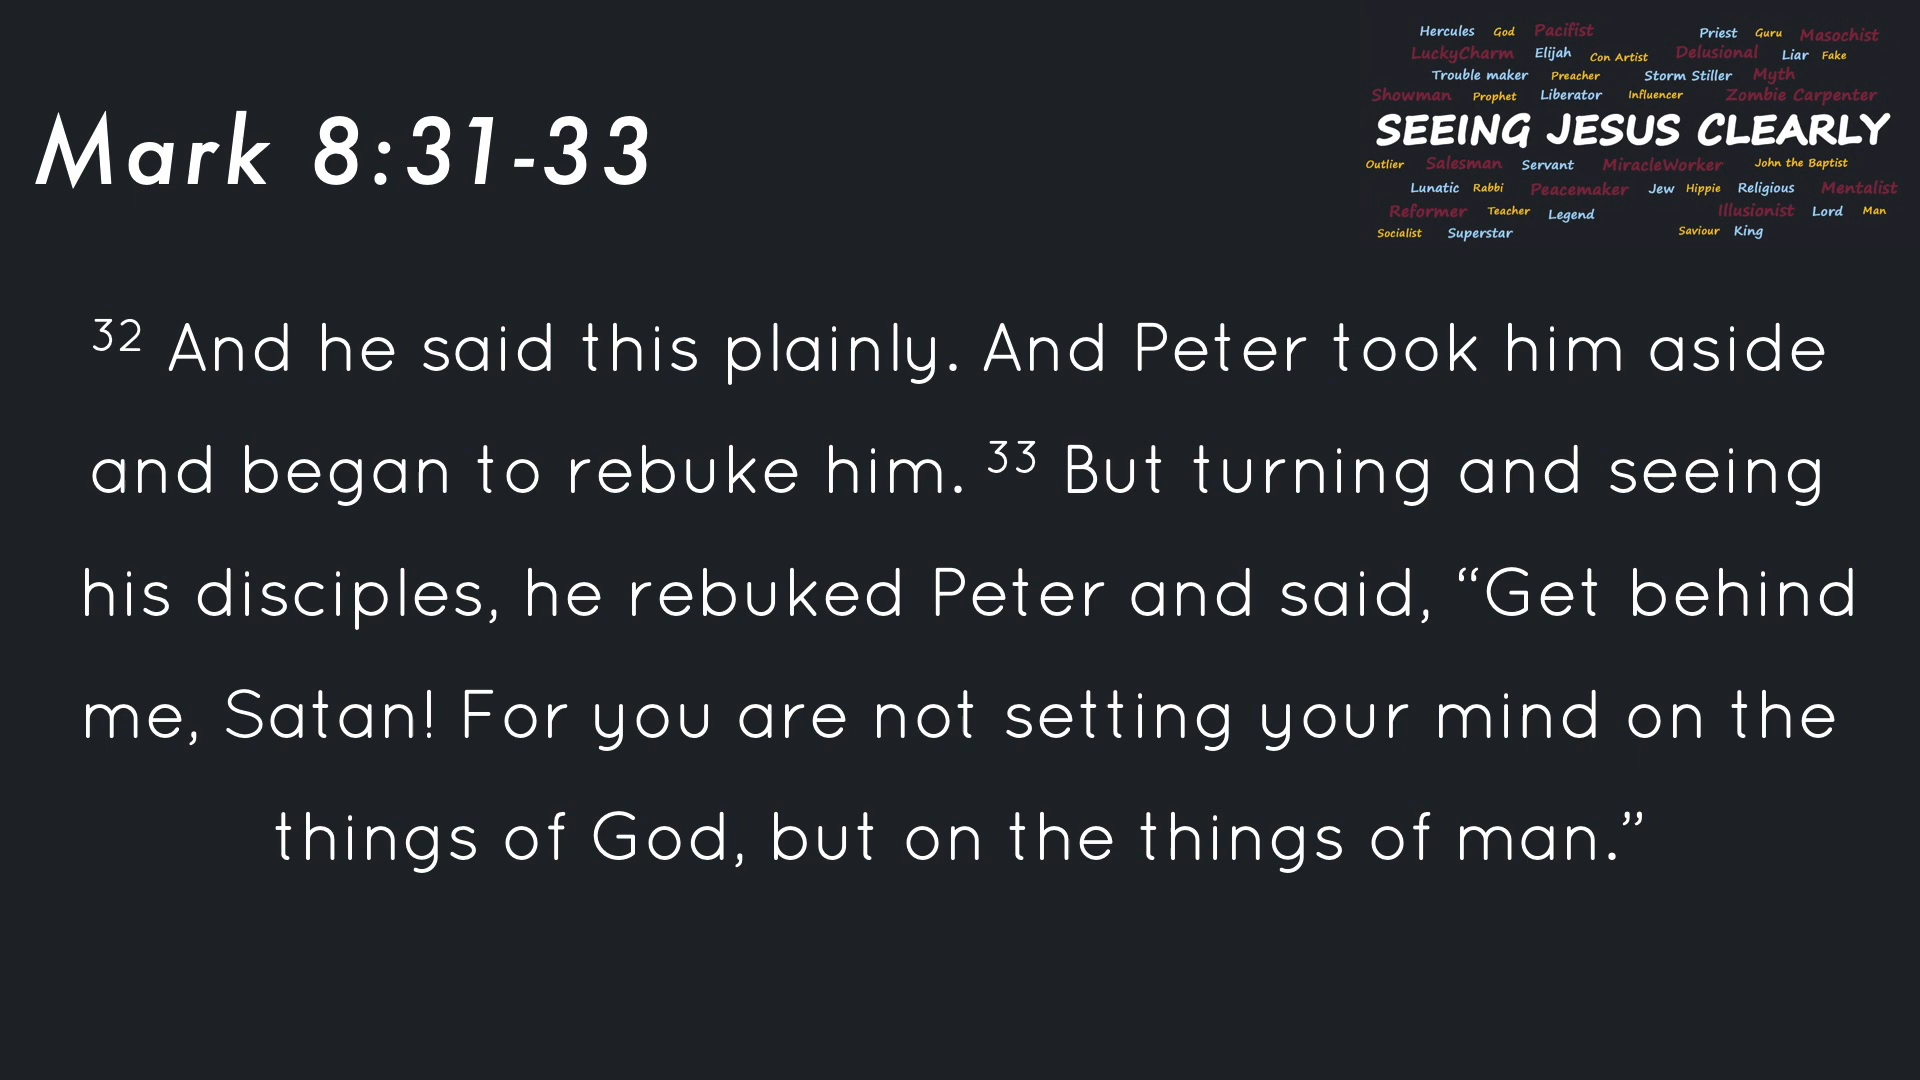 Hercules God Pacifist Priest Guru Masochist
LuckyCharm Elijah Con Artist Delusional Liar Fake
Trouble maker Preacher Storm Stiller Myth
Showman Prophet Liberator Influencer Zombie Carpenter
SEEING JESUS CLEARLY
Outlier Salesman Servant MiracleWorker John the Baptist
Lunatic Rabbi Peacemaker Jew Hippie Religious Mentalist
Reformer Teacher Legend Illusionist Lord Man
Socialist Superstar Saviour King
Mark 8:31-33
32 And he said this plainly. And Peter took him aside
and began to rebuke him. 33 But turning and seeing
his disciples, he rebuked Peter and said, “Get behind
me, Satan! For you are not setting your mind on the
things of God, but on the things of man.”